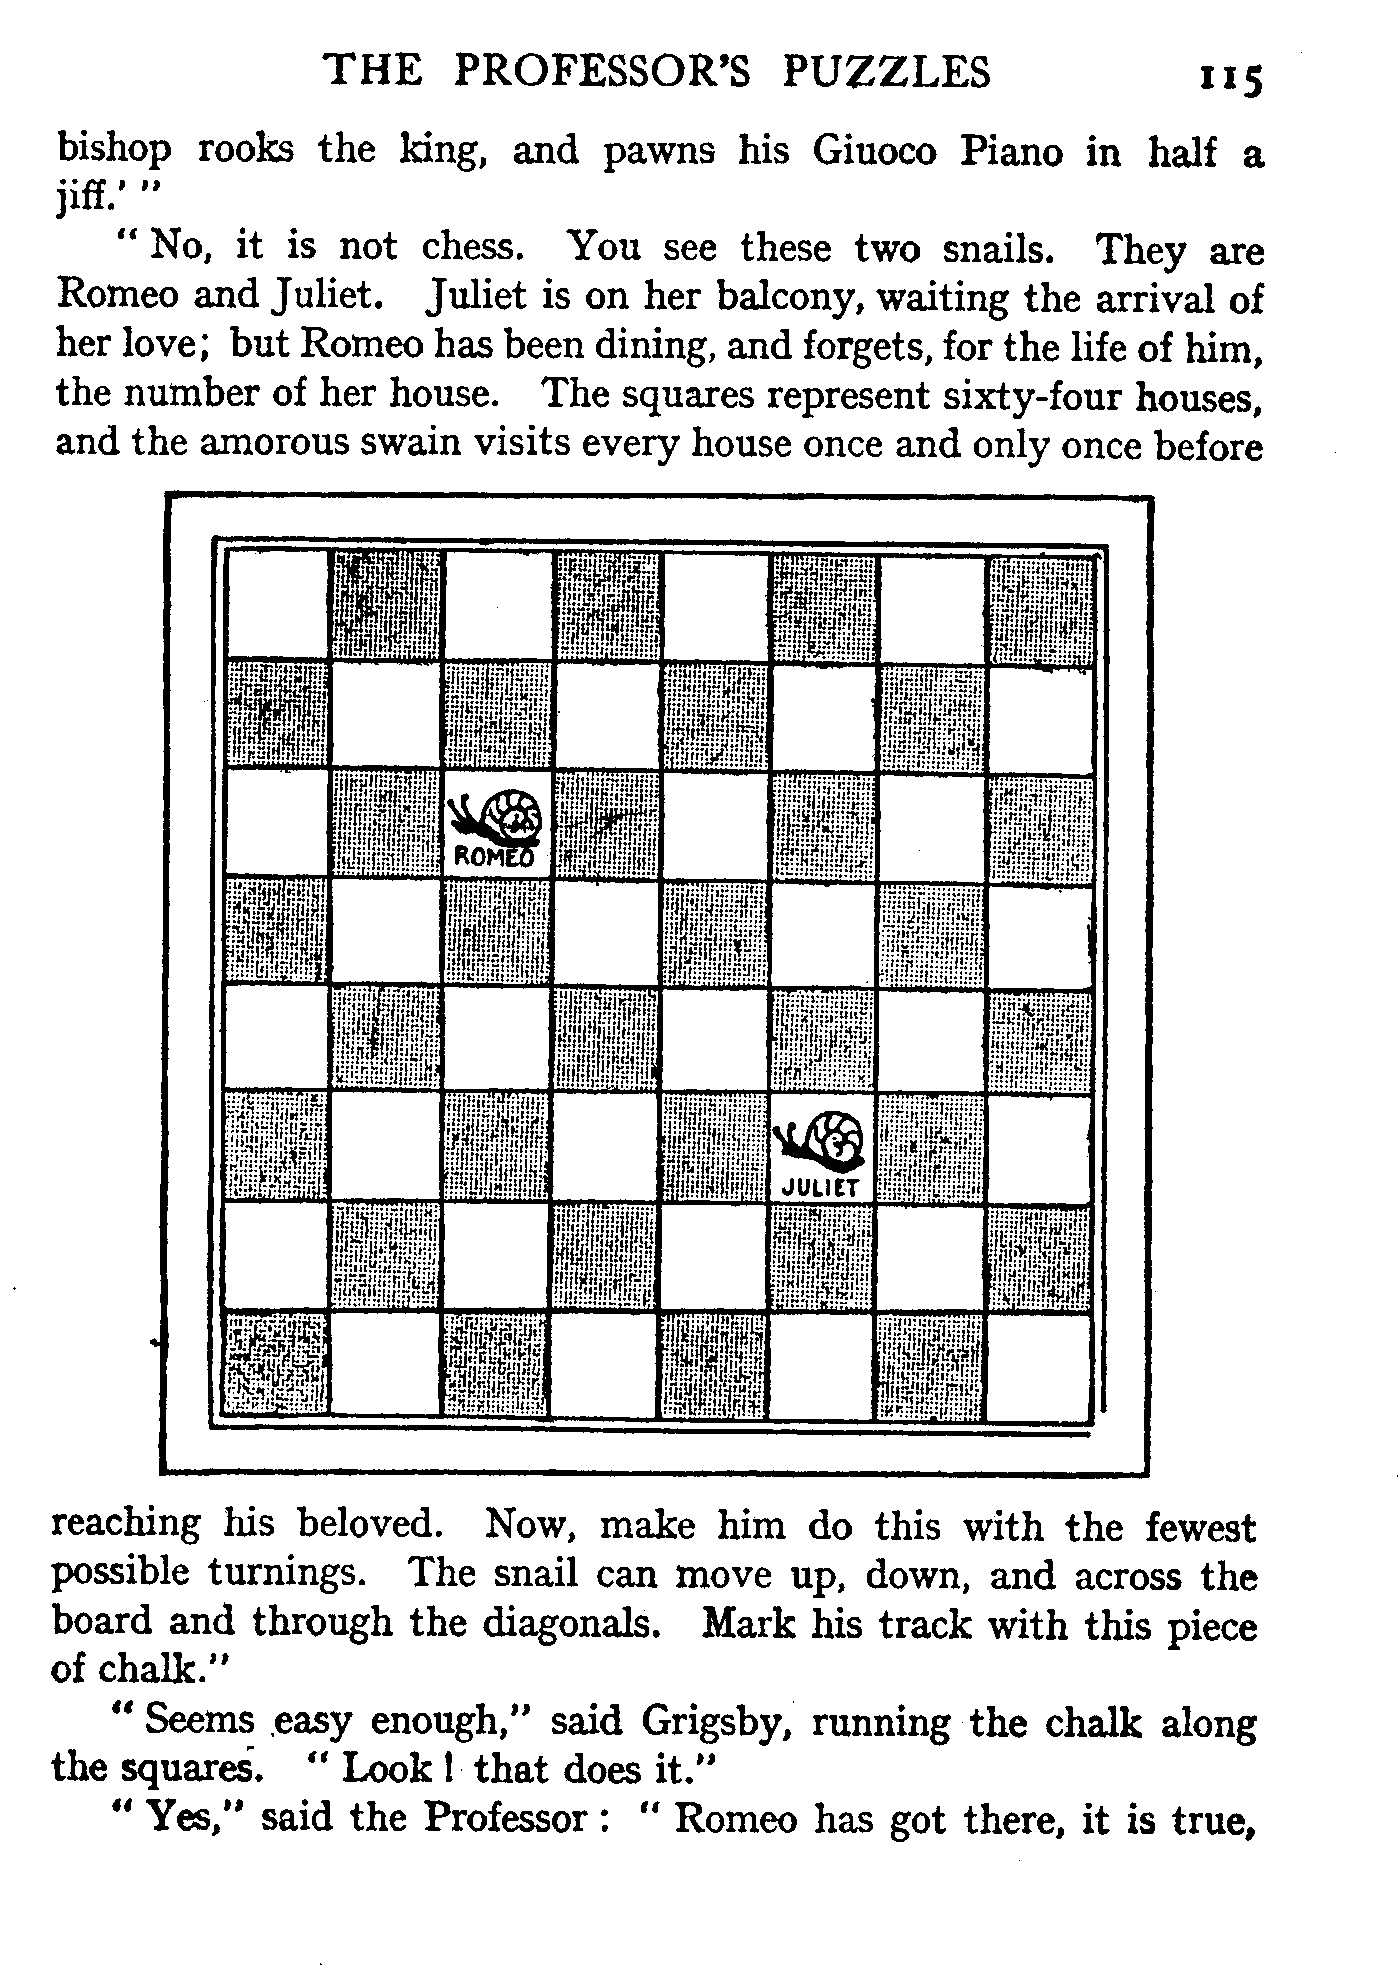 THE PROFESSOR'S PUZZLES 115
bishop rooks the king, and pawns his Giuoco Piano in half a
jiff.' "
" No, it is not chess. You see these two snails. They are
Romeo and Juliet. Juliet is on her balcony, waiting the arrival of
her love; but Romeo has been dining, and forgets, for the life of him,
the number of her house. The squares represent sixty-four houses,
and the amorous swain visits every house once and only once before
ROMEO
JULIET
reaching his beloved. Now, make him do this with the fewest
possible turnings. The snail can move up, down, and across the
board and through the diagonals. Mark his track with this piece
of chalk."
" Seems easy enough," said Grigsby, running the chalk along
the squares. " Look ! that does it."
" Yes," said the Professor : " Romeo has got there, it is true,